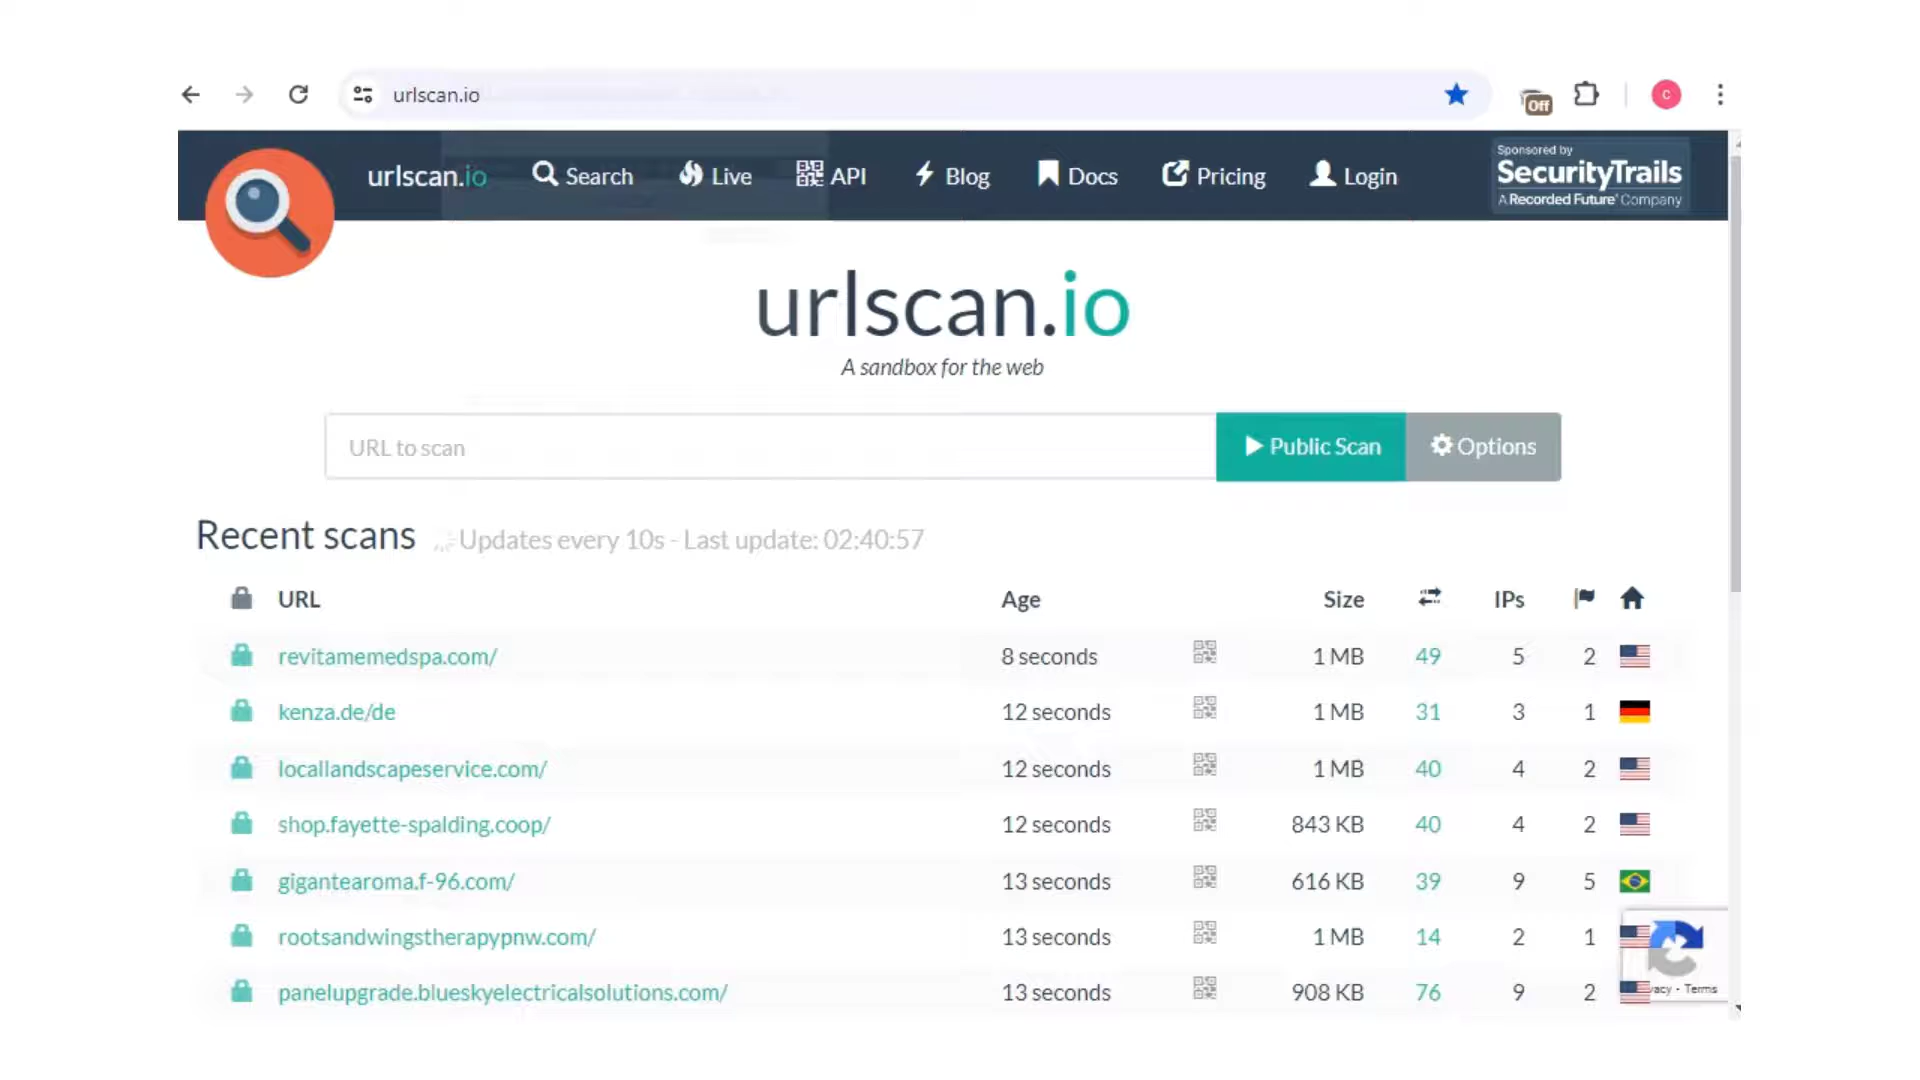 urlscan.io
Off
C
urlscan.io Search Live API Blog Docs Pricing Login
Sponsored by
SecurityTrails
A Recorded Future® Company
urlscan.io
A sandbox for the web
URL to scan Public Scan Options
Recent scans Updates every 10s - Last update: 02:40:57
URL Age Size IPs
revitamemedspa.com/ 8 seconds 1 MB 49 5 2
kenza.de/de 12 seconds 1 MB 31 3 1
locallandscapeservice.com/ 12 seconds 1 MB 40 4 2
shop.fayette-spalding.coop/ 12 seconds 843 KB 40 4 2
gigantearoma.f-96.com/ 13 seconds 616 KB 39 9 5
rootsandwingstherapypnw.com/ 13 seconds 1 MB 14 2 1
panelupgrade.blueskyelectricalsolutions.com/ 13 seconds 908 KB 76 9 2
vacy - Terms